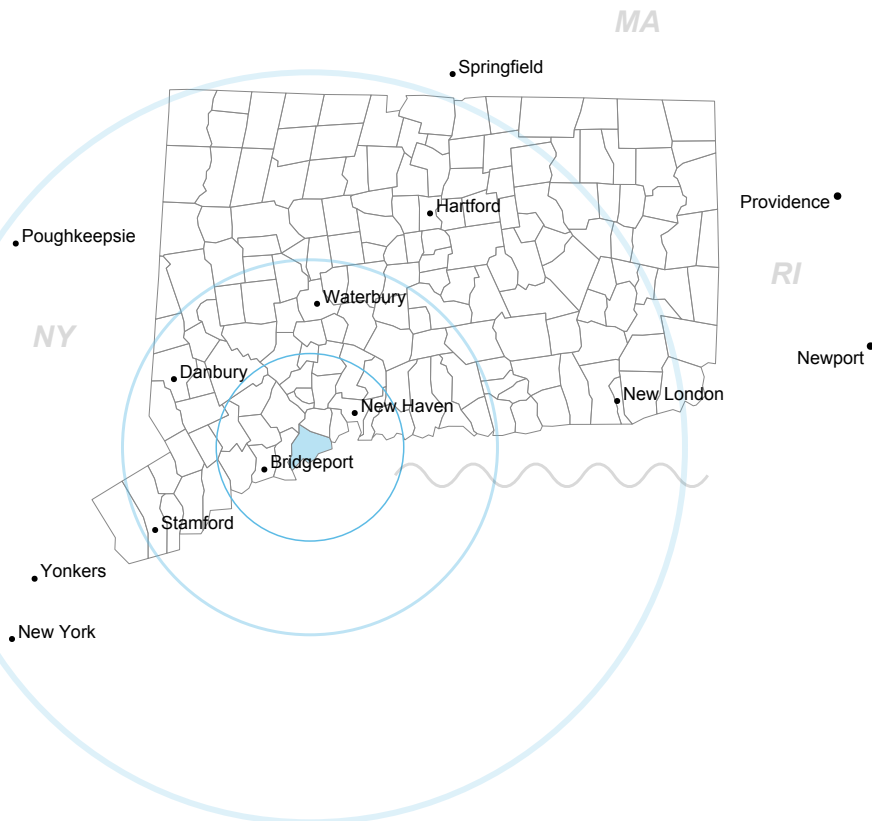 MA
Springfield
Providence
Hartford
Poughkeepsie
RI
Waterbury
NY
Newport
Danbury
New London
New Haven
Bridgeport
Stamford
Yonkers
New York